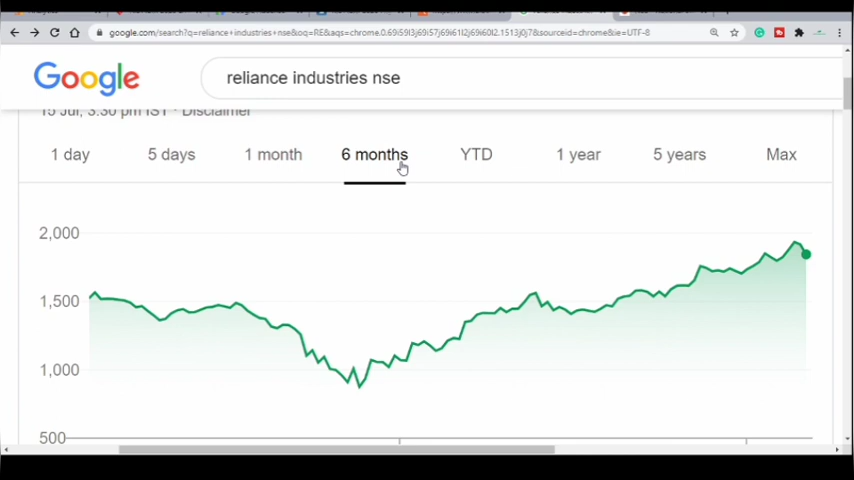 google.com/search?q=reliance+industries+nse&oq=RE&aqs=chrome.0.69i59l3j69i57j69i61l2j69i60l2.1513j0j7&sourceid=chrome&ie=UTF-8
Google
reliance industries nse
15 Jul, 3:30 pm IST · Disclaimer
1 day 5 days 1 month 6 months YTD 1 year 5 years Max
2,000
1,500
1,000
500